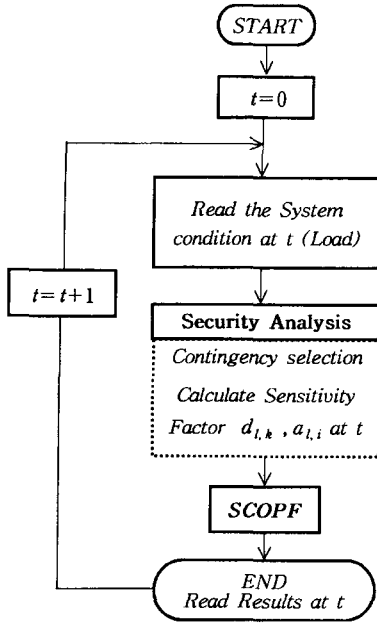 START
t=0
Read the System
condition at t (Load)
t=t+1
Security Analysis
Contingency selection
Calculate Sensitivity
Factor d_{l,k}, a_{l,i} at t
SCOPF
END
Read Results at t